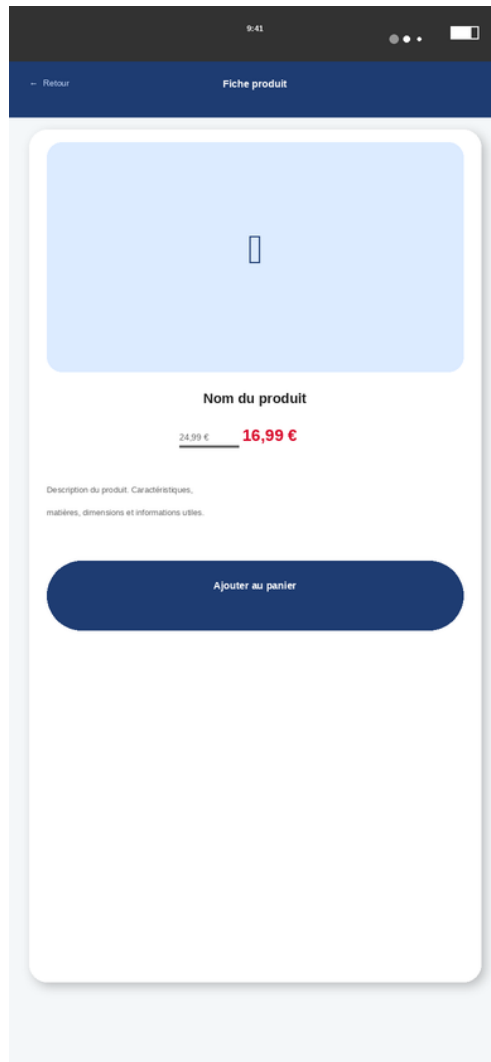 9:41
← Retour
Fiche produit
Nom du produit
24,99 € 16,99 €
Description du produit. Caractéristiques,
matières, dimensions et informations utiles.
Ajouter au panier